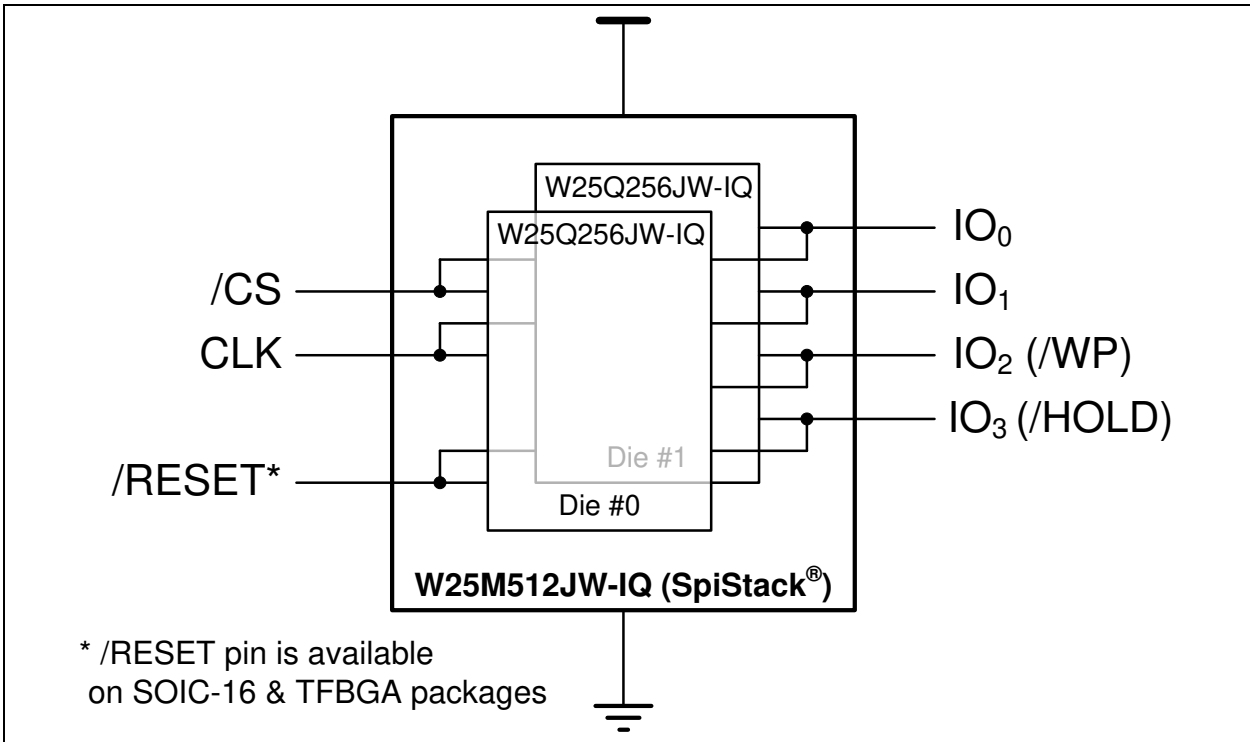 W25Q256JW-IQ
W25Q256JW-IQ
/CS
CLK
/RESET*
IO₀
IO₁
IO₂ (/WP)
IO₃ (/HOLD)
Die #1
Die #0
W25M512JW-IQ (SpiStack®)
* /RESET pin is available
on SOIC-16 & TFBGA packages